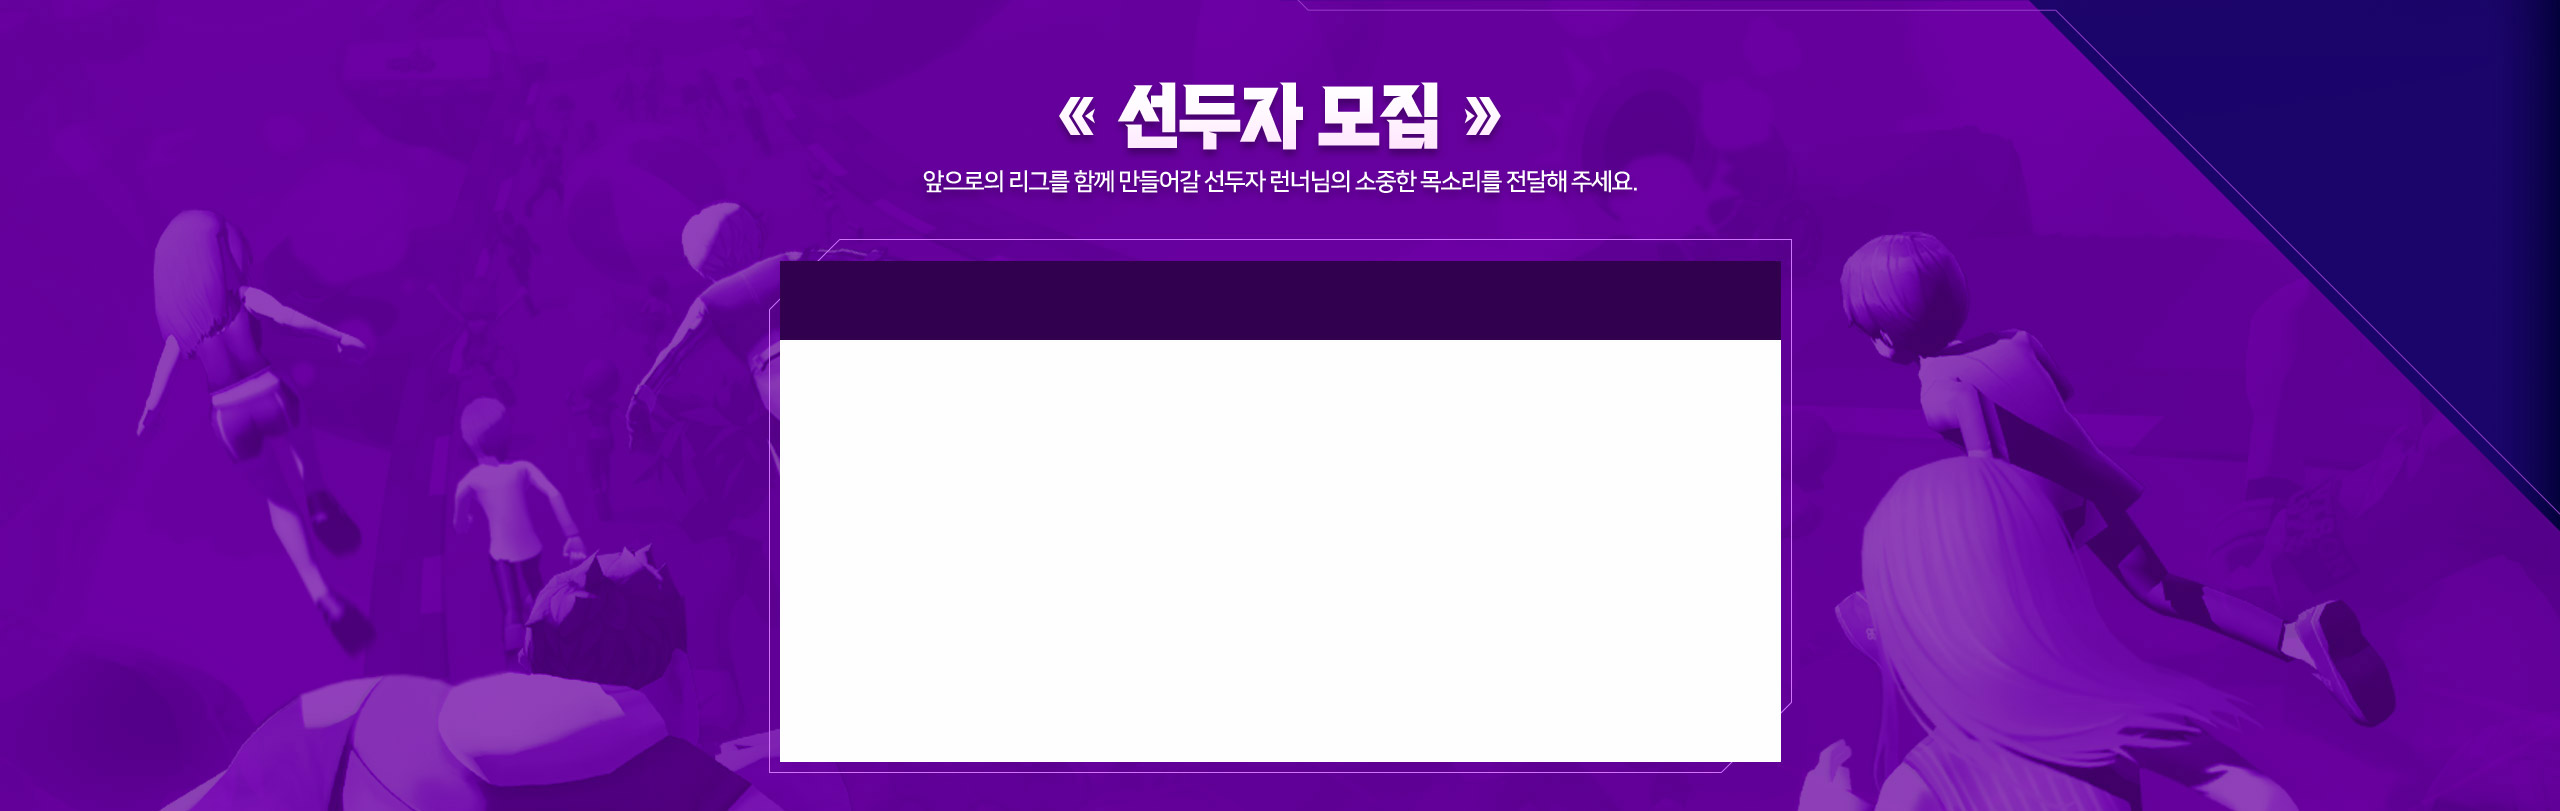 « 선두자 모집 »
앞으로의 리그를 함께 만들어갈 선두자 런너님의 소중한 목소리를 전달해 주세요.